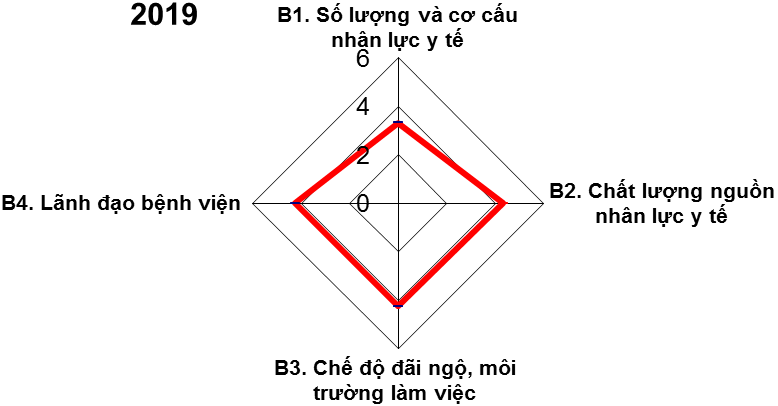 2019
B1. Số lượng và cơ cấu
nhân lực y tế
6
4
2
0
B2. Chất lượng nguồn
nhân lực y tế
B4. Lãnh đạo bệnh viện
B3. Chế độ đãi ngộ, môi
trường làm việc